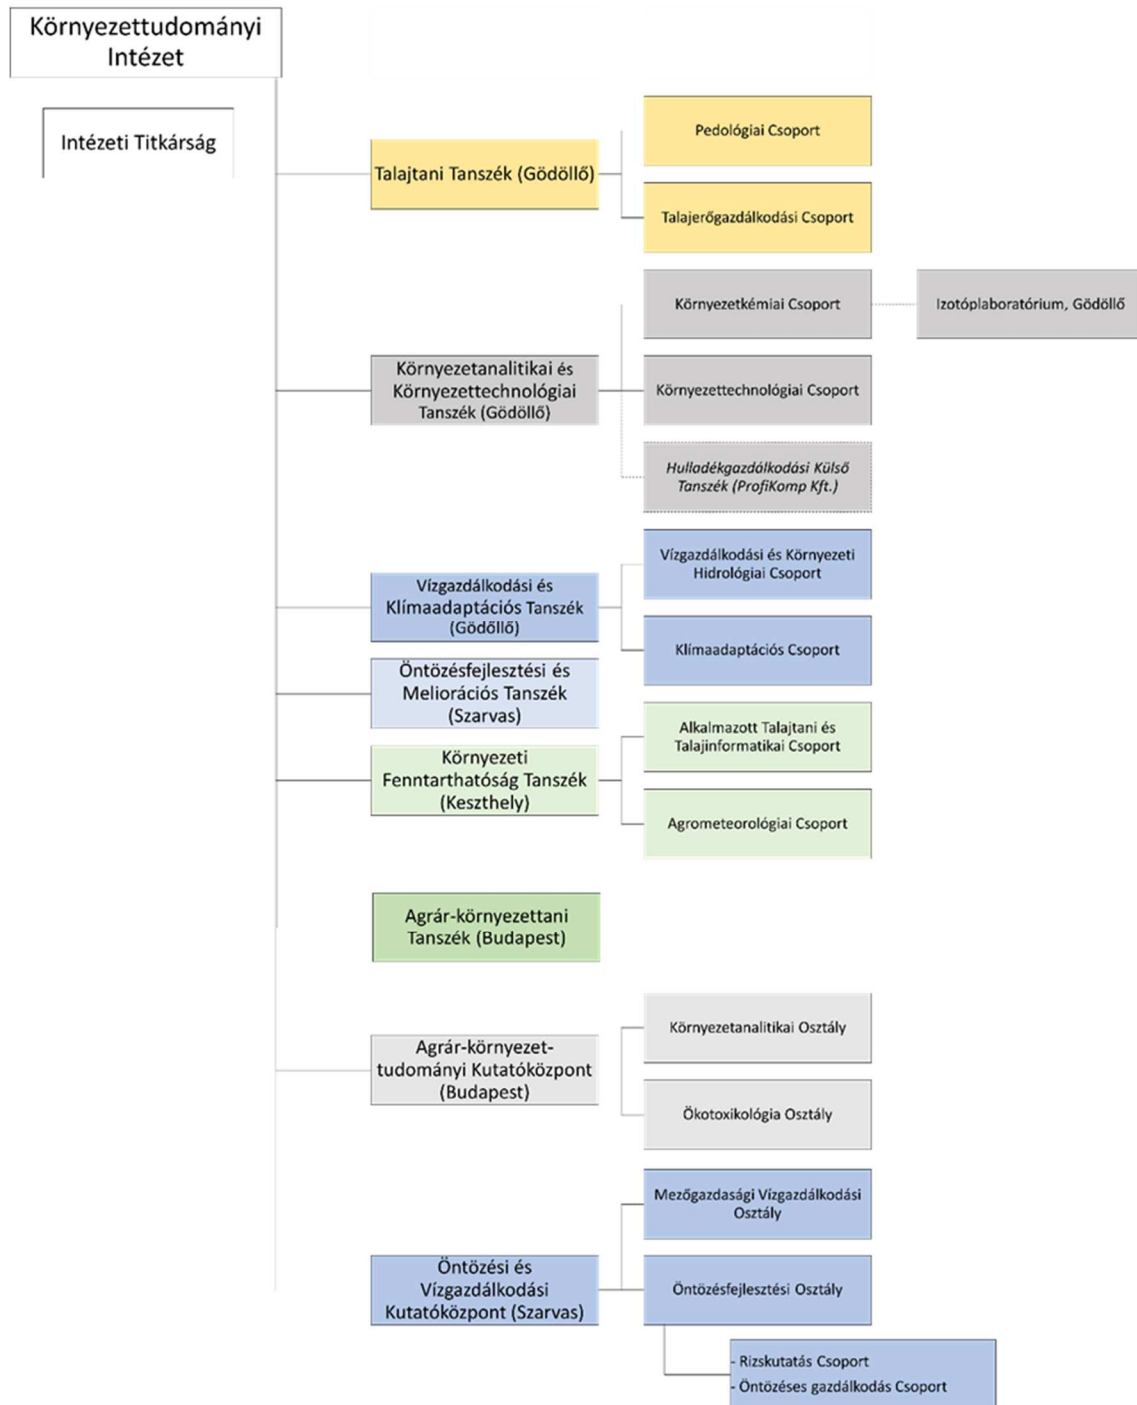 Környezettudományi
Intézet
Intézeti Titkárság
Talajtani Tanszék (Gödöllő)
Pedológiai Csoport
Talajerőgazdálkodási Csoport
Környezetanalitikai és
Környezettechnológiai
Tanszék (Gödöllő)
Környezetkémiai Csoport
Izotóplaboratórium, Gödöllő
Környezettechnológiai Csoport
Hulladékgazdálkodási Külső
Tanszék (ProfiKomp Kft.)
Vízgazdálkodási és
Klímaadaptációs Tanszék
(Gödőllő)
Vízgazdálkodási és Környezeti
Hidrológiai Csoport
Klímaadaptációs Csoport
Öntözésfejlesztési és
Meliorációs Tanszék
(Szarvas)
Környezeti
Fenntarthatóság Tanszék
(Keszthely)
Alkalmazott Talajtani és
Talajinformatikai Csoport
Agrometeorológiai Csoport
Agrár-környezettani
Tanszék (Budapest)
Agrár-környezet-
tudományi Kutatóközpont
(Budapest)
Környezetanalitikai Osztály
Ökotoxikológia Osztály
Öntözési és
Vízgazdálkodási
Kutatóközpont (Szarvas)
Mezőgazdasági Vízgazdálkodási
Osztály
Öntözésfejlesztési Osztály
- Rizskutatás Csoport
- Öntözéses gazdálkodás Csoport